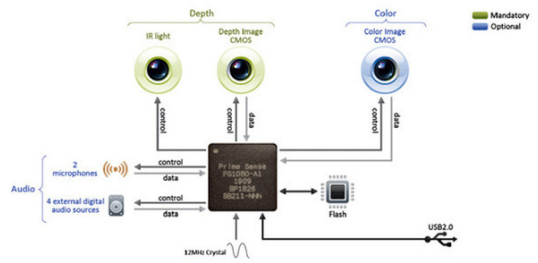 Depth
Color
Mandatory
Optional
IR light
Depth Image
CMOS
Color Image
CMOS
control
control
data
control
data
2
microphones
control
data
Audio
4 external digital
audio sources
control
data
Prime Sense
PS1080-A1
1909
BP1826
SB211-NNN
Flash
USB2.0
12MHz Crystal